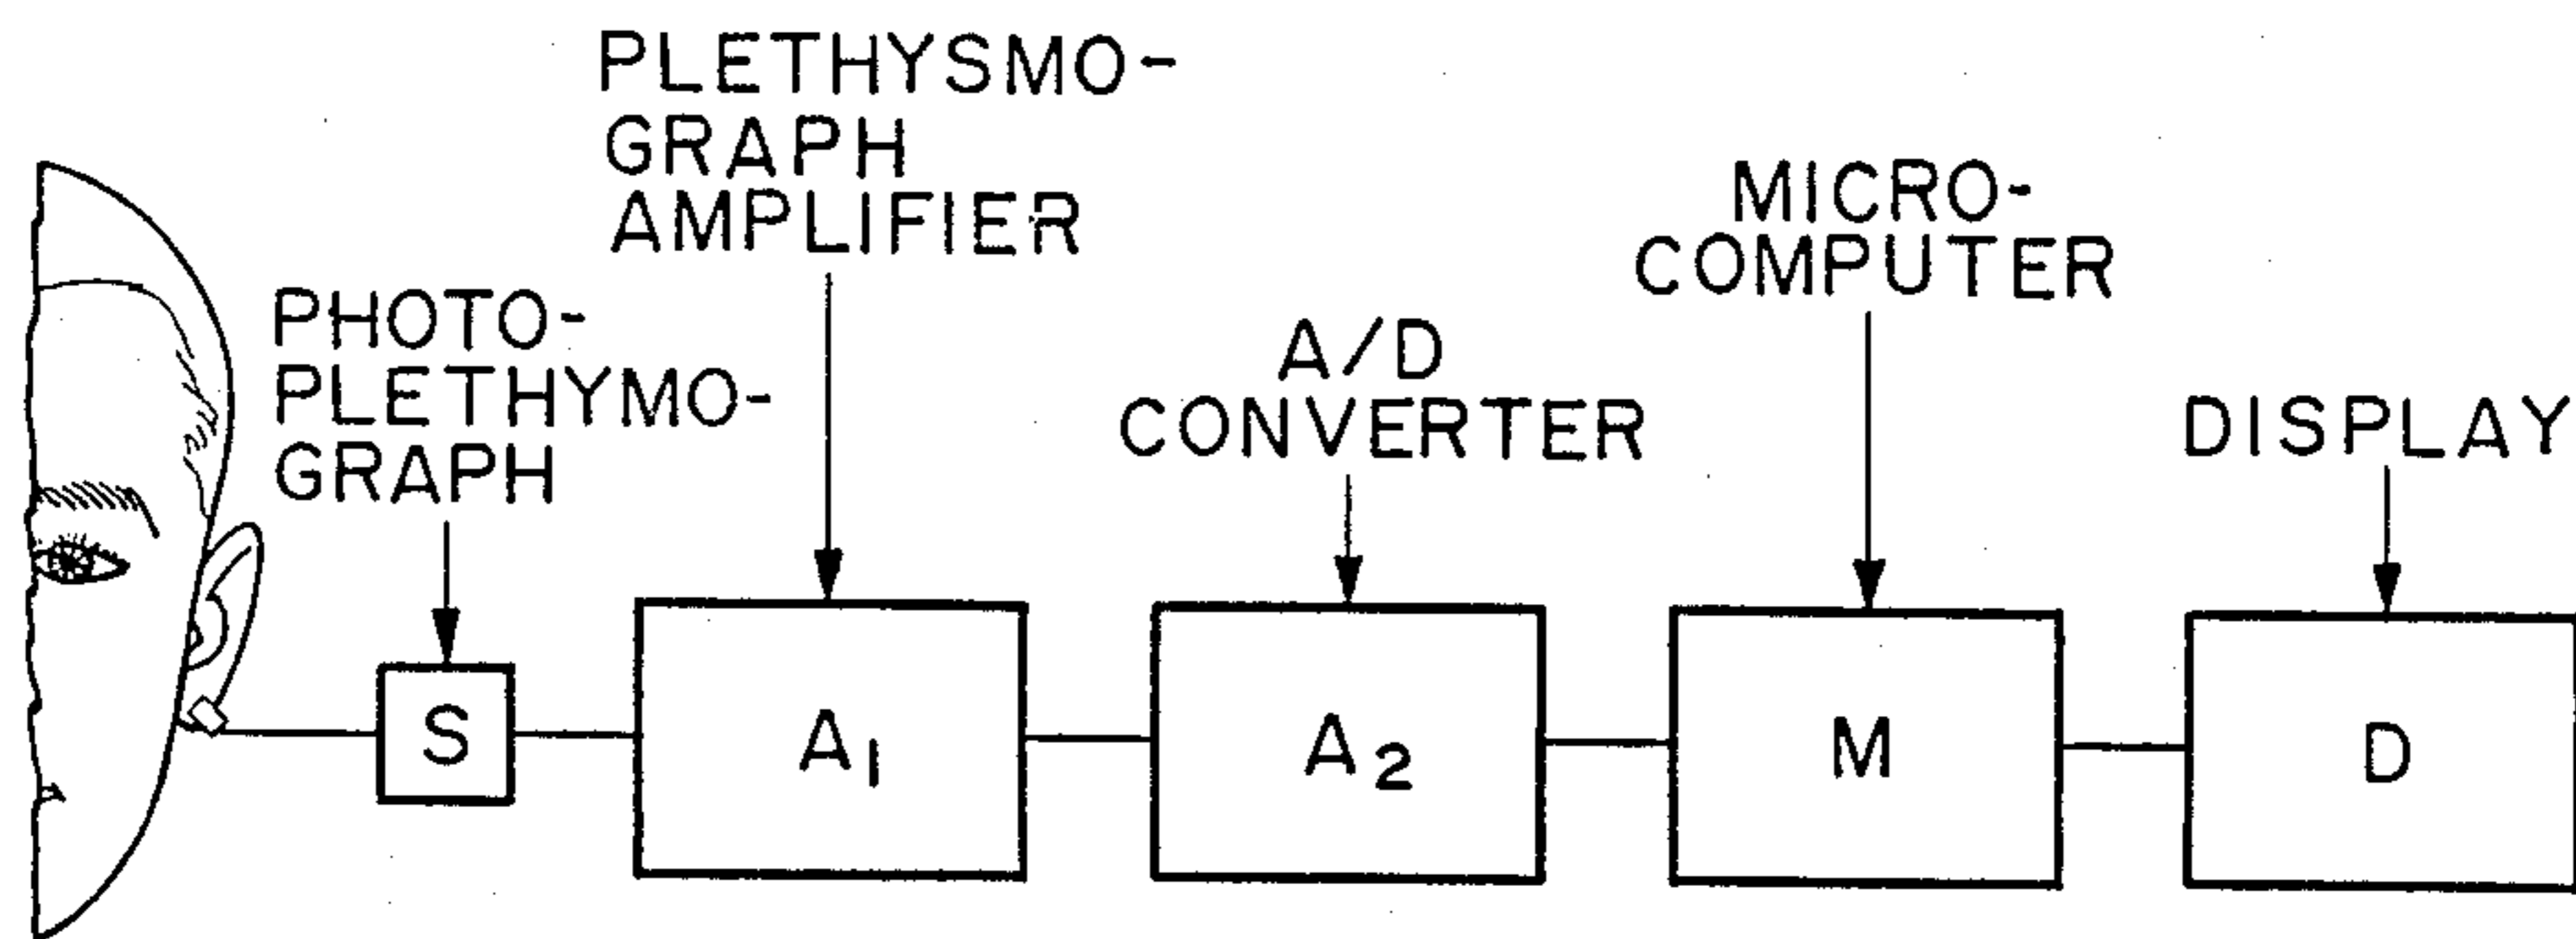 PLETHYSMO-
GRAPH
AMPLIFIER
MICRO-
COMPUTER
PHOTO-
PLETHYMO-
GRAPH
A/D
CONVERTER
DISPLAY
S
A1
A2
M
D